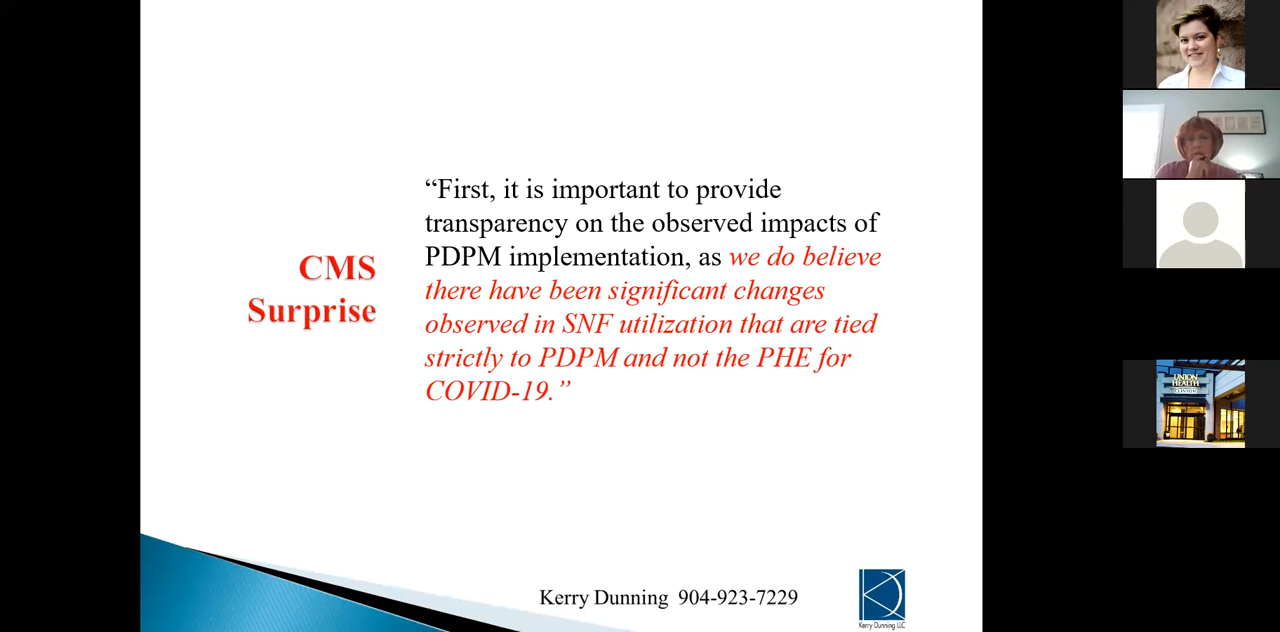 CMS
Surprise
“First, it is important to provide
transparency on the observed impacts of
PDPM implementation, as we do believe
there have been significant changes
observed in SNF utilization that are tied
strictly to PDPM and not the PHE for
COVID-19.”
Kerry Dunning 904-923-7229
Kerry Dunning LLC
UNION
HEALTH
CLINTON